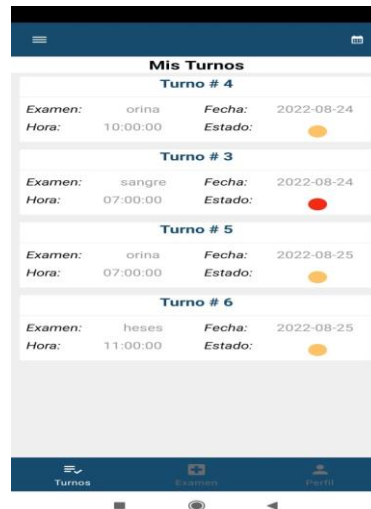 Mis Turnos
Turno # 4
Examen: orina Fecha: 2022-08-24
Hora: 10:00:00 Estado:
Turno # 3
Examen: sangre Fecha: 2022-08-24
Hora: 07:00:00 Estado:
Turno # 5
Examen: orina Fecha: 2022-08-25
Hora: 07:00:00 Estado:
Turno # 6
Examen: heses Fecha: 2022-08-25
Hora: 11:00:00 Estado:
Turnos Examen Perfil